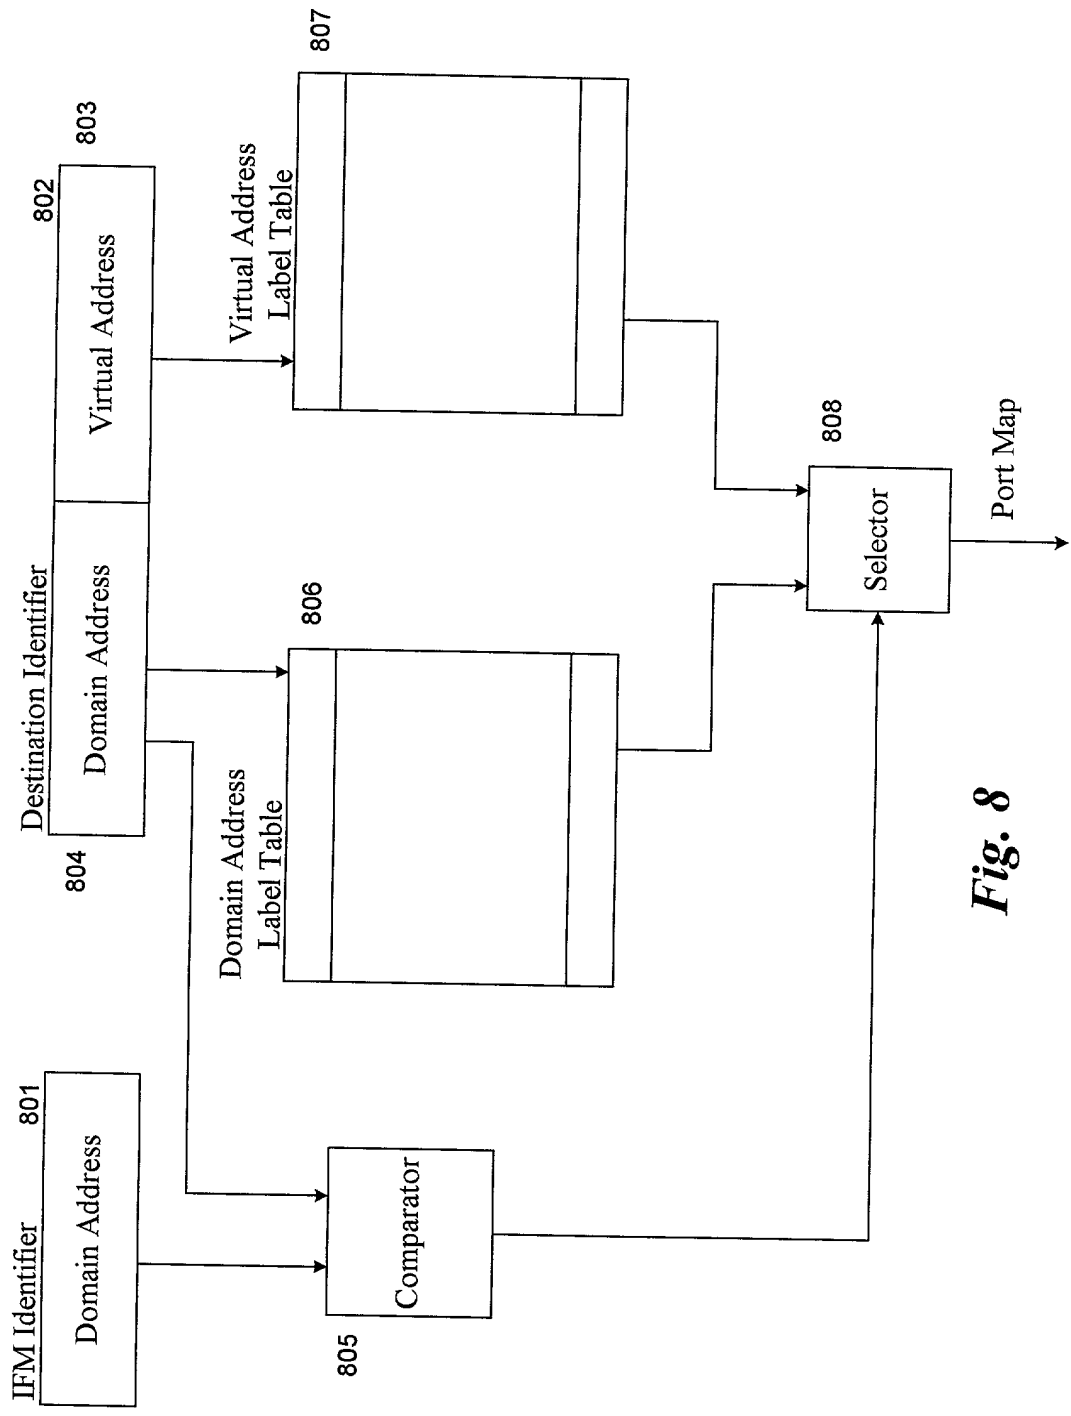 IFM Identifier
801
Domain Address
Destination Identifier
802
804
Domain Address
Virtual Address
803
Domain Address
Label Table
806
Virtual Address
Label Table
807
805
Comparator
Selector
808
Port Map
Fig. 8